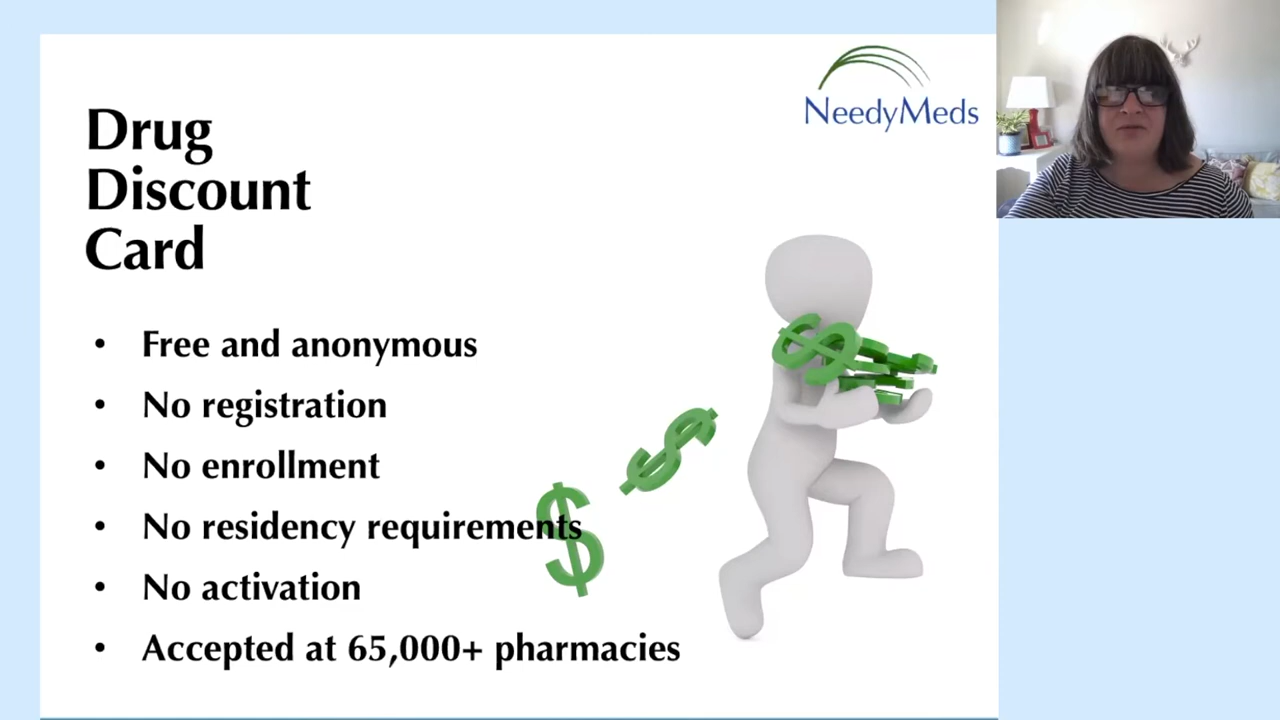 Drug
Discount
Card
NeedyMeds
• Free and anonymous
• No registration
• No enrollment
• No residency requirements
• No activation
• Accepted at 65,000+ pharmacies